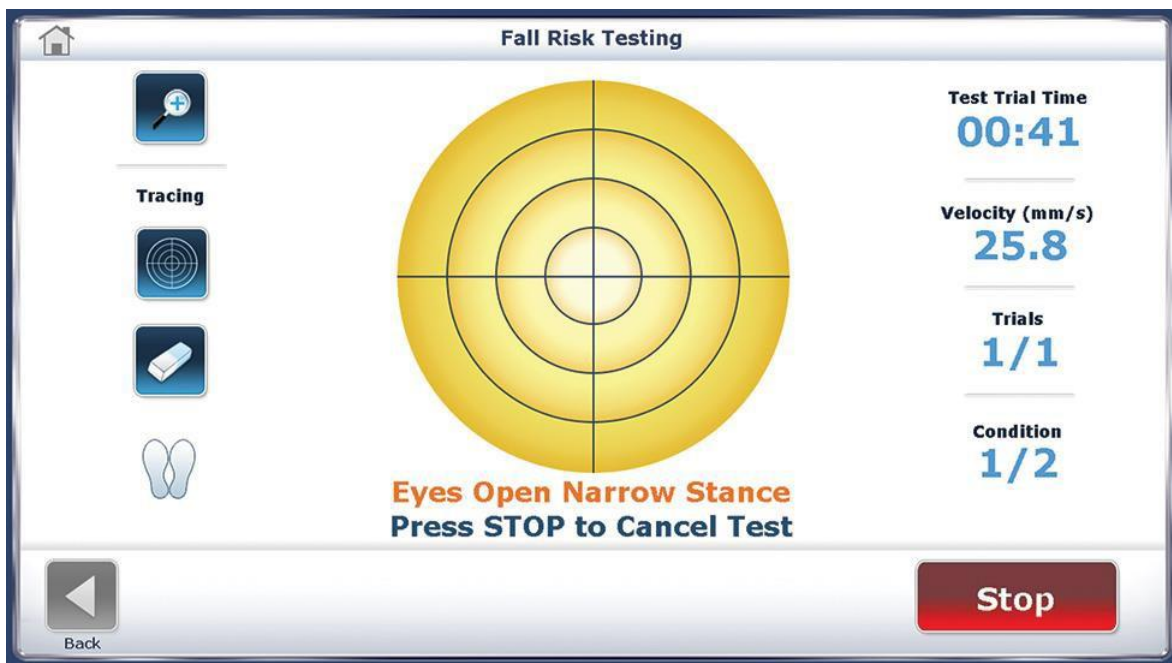 Fall Risk Testing
Tracing
Eyes Open Narrow Stance
Press STOP to Cancel Test
Test Trial Time
00:41
Velocity (mm/s)
25.8
Trials
1/1
Condition
1/2
Back
Stop